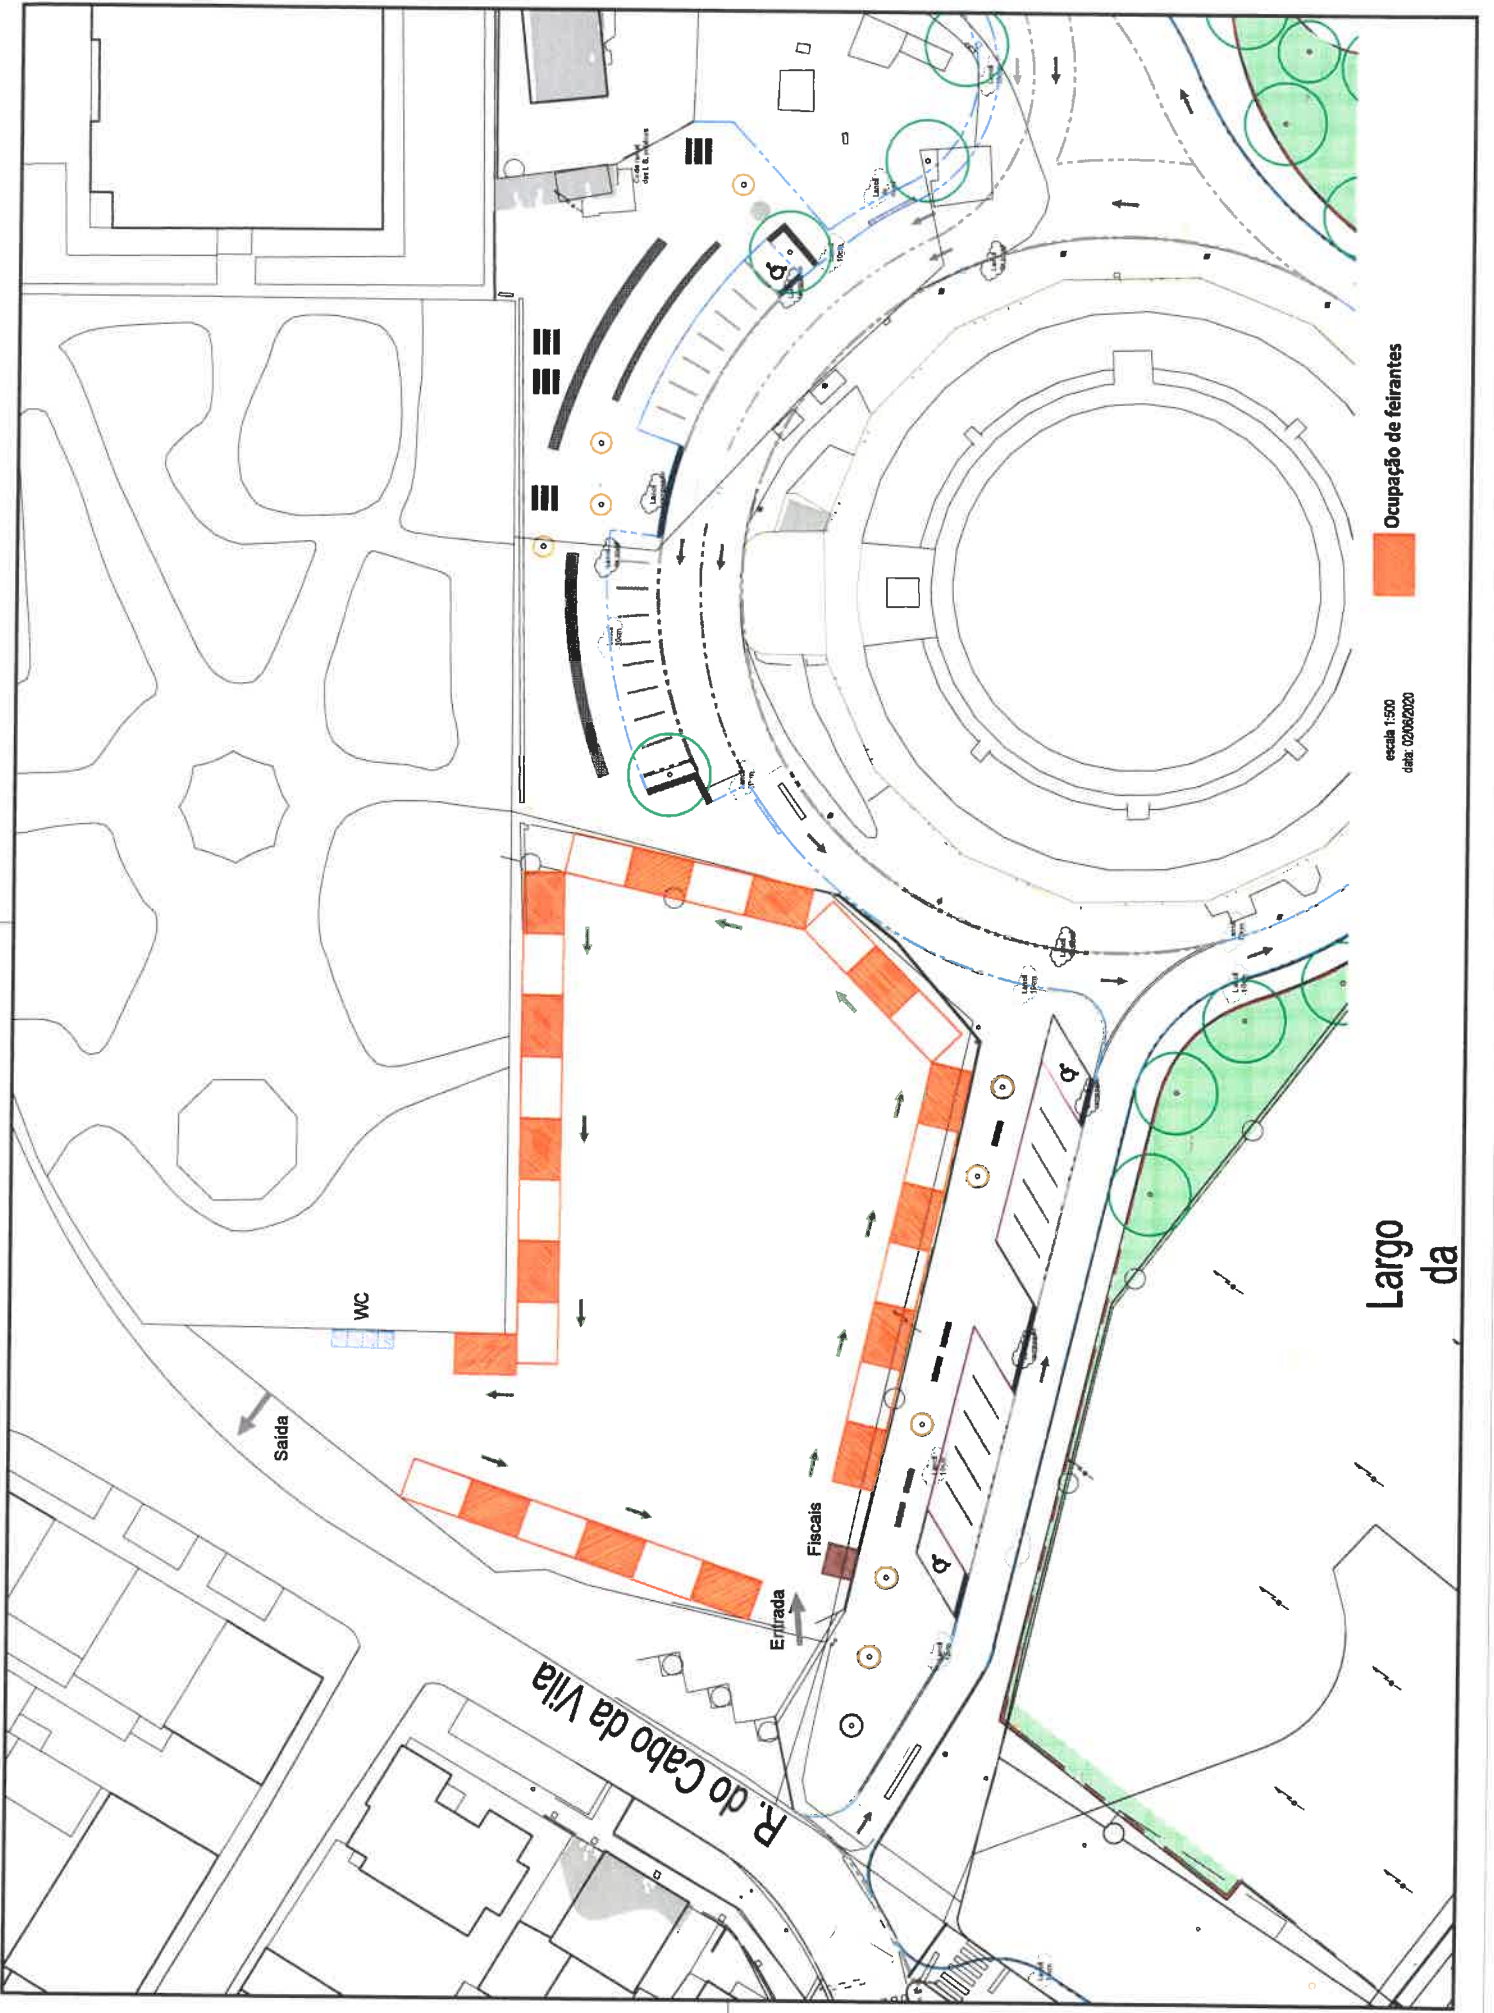 WC
Saída
Fiscais
Entrada
R. do Cabo da Vila
Ocupação de feirantes
escala 1:500
data: 02/06/2020
Largo
da